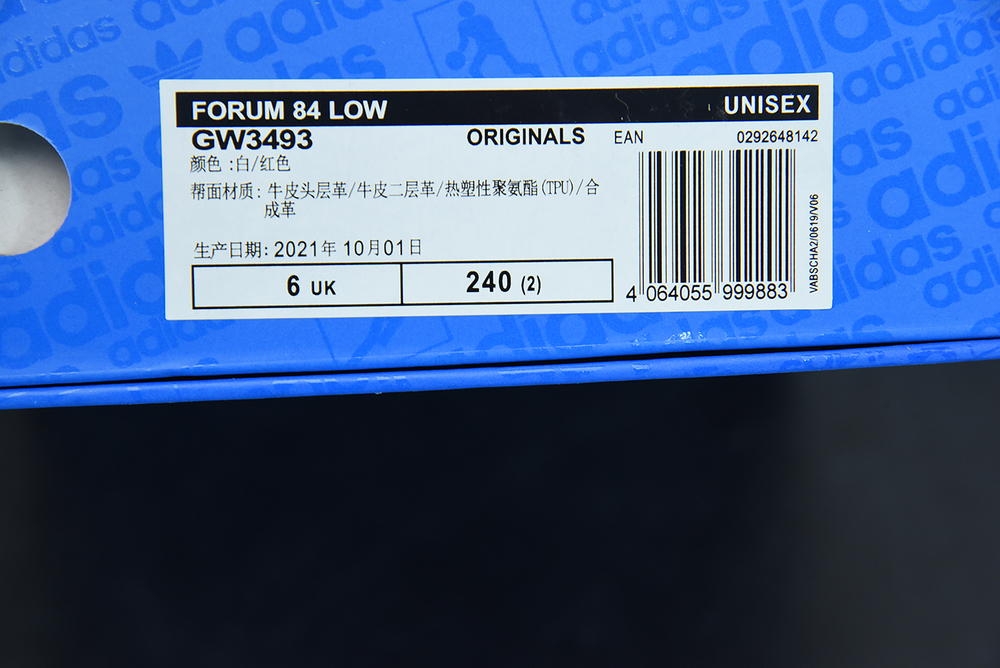 adidas
FORUM 84 LOW UNISEX
GW3493 ORIGINALS EAN 0292648142
颜色 :白/红色
帮面材质: 牛皮头层革/牛皮二层革/热塑性聚氨酯(TPU)/合
成革
生产日期: 2021年 10月01日
6 UK 240 (2)
4 064055 999883
VABSCHA2/0619/V06